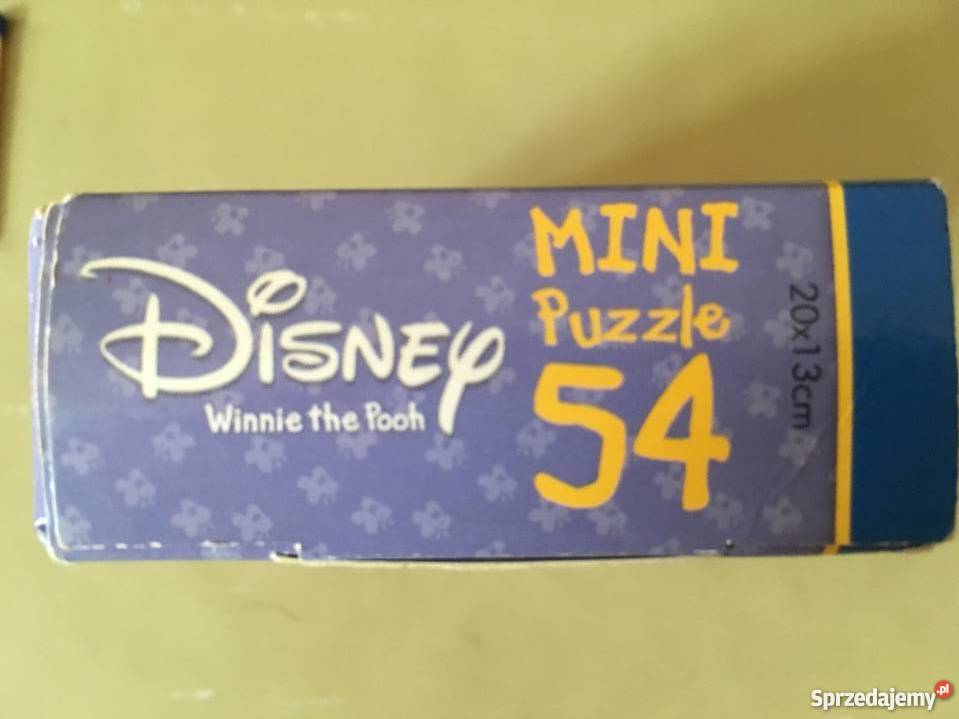 Disney
Winnie the Pooh
MINI
Puzzle
54
20x13cm
Sprzedajemy.pl